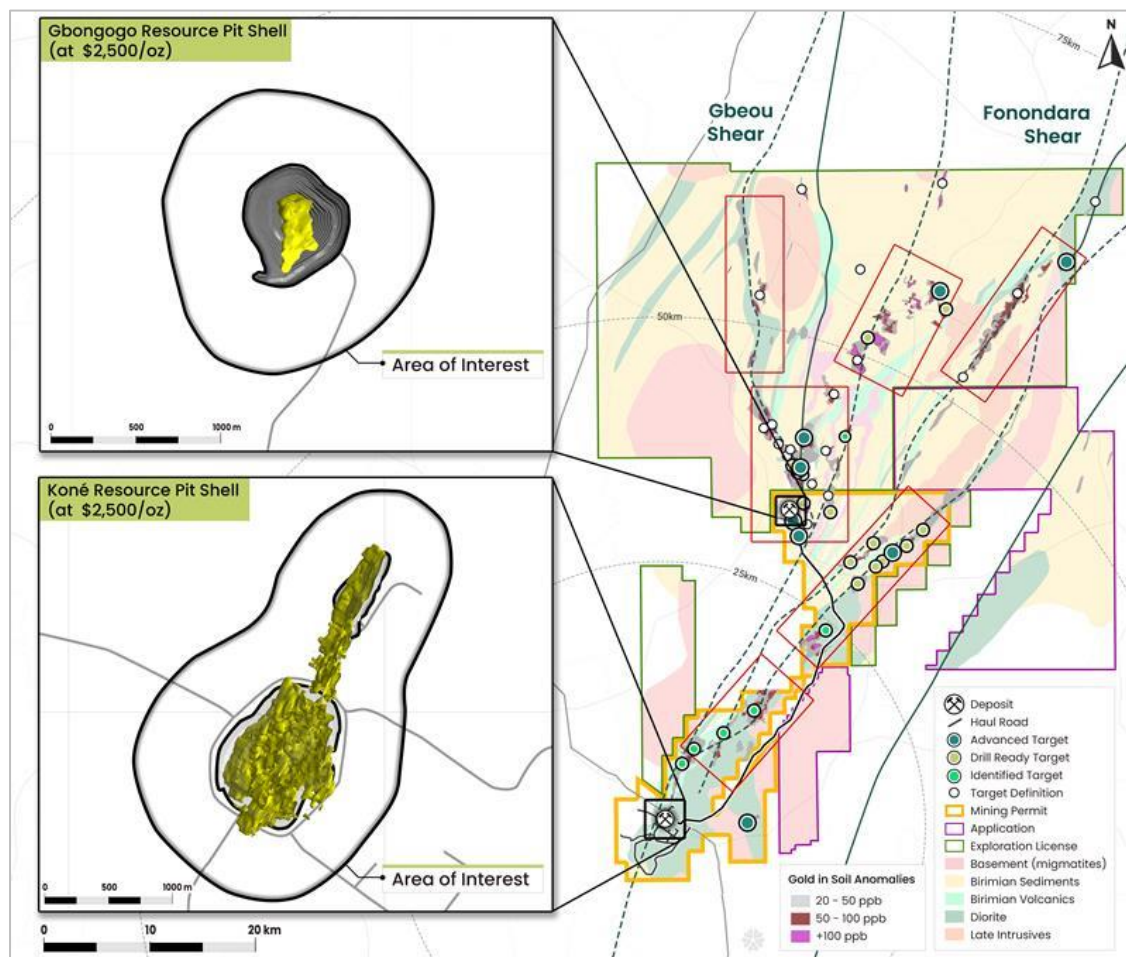 Gbongogo Resource Pit Shell
(at $2,500/oz)
Area of Interest
0 500 1000 m
Koné Resource Pit Shell
(at $2,500/oz)
Area of Interest
0 500 1000 m
0 10 20 km
N
75km
Gbeou
Shear
Fonondara
Shear
50km
25km
Gold in Soil Anomalies
20 - 50 ppb
50 - 100 ppb
+100 ppb
Deposit
Haul Road
Advanced Target
Drill Ready Target
Identified Target
Target Definition
Mining Permit
Application
Exploration License
Basement (migmatites)
Birimian Sediments
Birimian Volcanics
Diorite
Late Intrusives